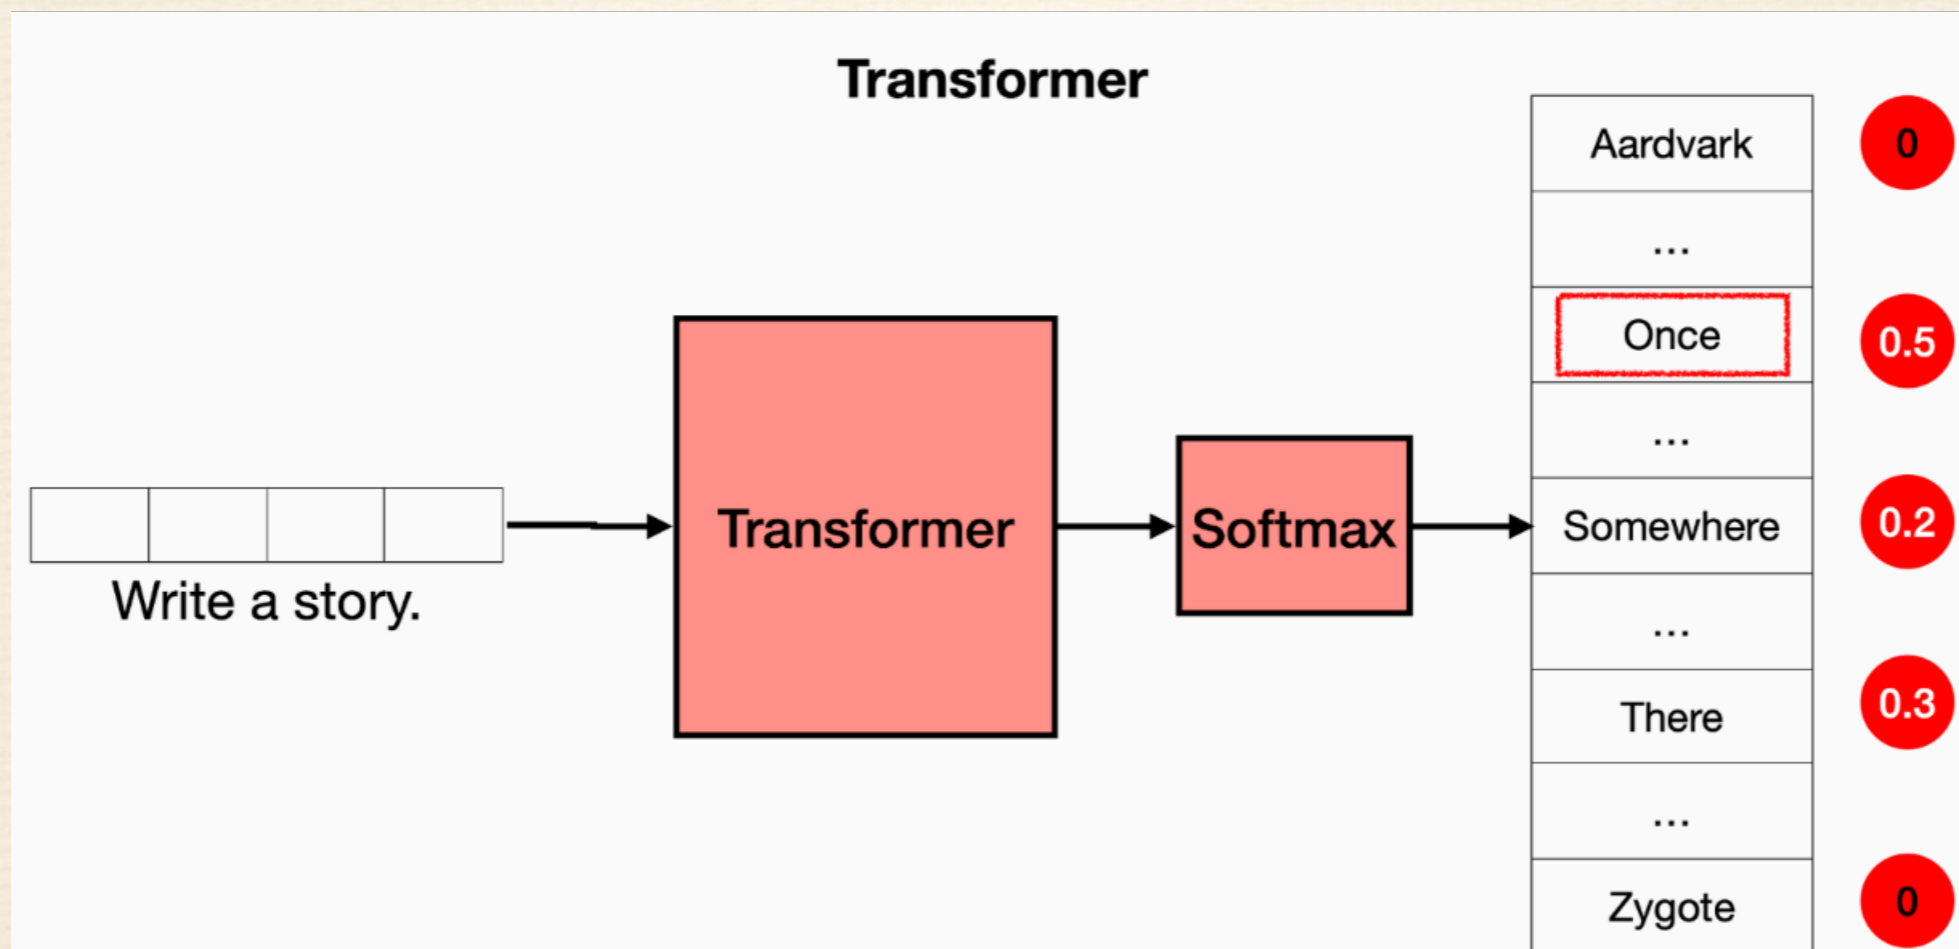 Transformer
Write a story.
Transformer
Softmax
Aardvark
0
...
Once
0.5
...
Somewhere
0.2
...
There
0.3
...
Zygote
0